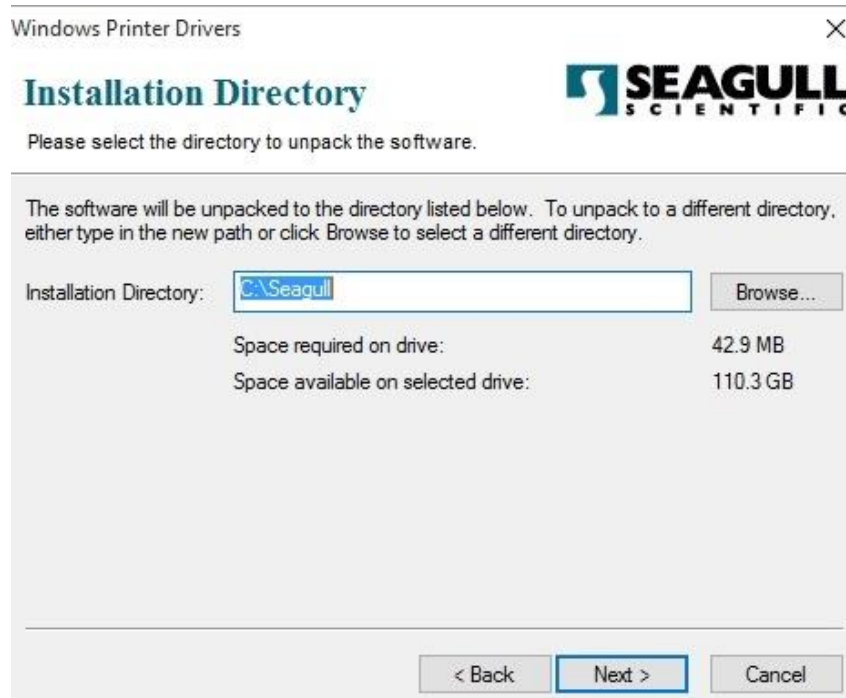 Windows Printer Drivers
Installation Directory
SEAGULL
SCIENTIFIC
Please select the directory to unpack the software.
The software will be unpacked to the directory listed below. To unpack to a different directory,
either type in the new path or click Browse to select a different directory.
Installation Directory: C:\Seagull Browse...
Space required on drive: 42.9 MB
Space available on selected drive: 110.3 GB
< Back Next > Cancel